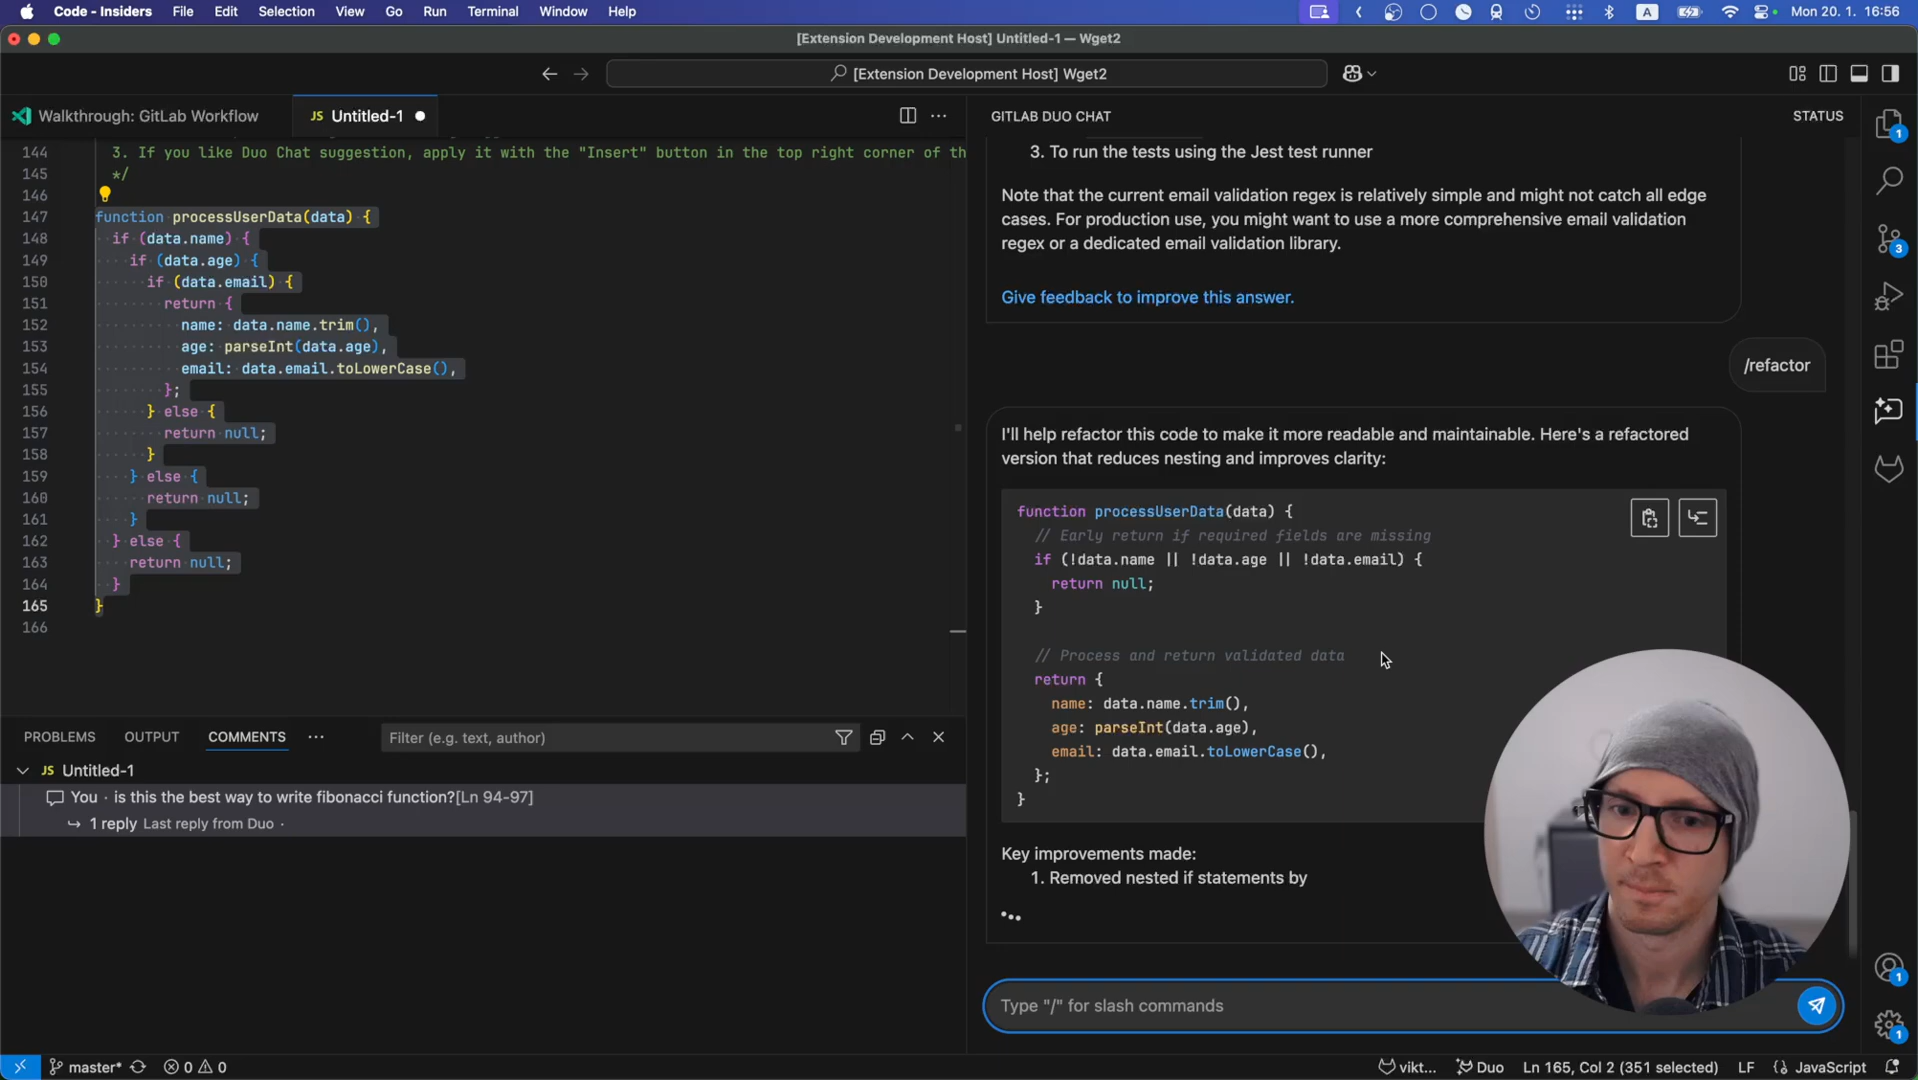 Code - Insiders File Edit Selection View Go Run Terminal Window Help
A Mon 20. 1. 16:56
[Extension Development Host] Untitled-1 — Wget2
[Extension Development Host] Wget2
Walkthrough: GitLab Workflow
JS Untitled-1
144 3. If you like Duo Chat suggestion, apply it with the "Insert" button in the top right corner of th
145 */
146
147 function processUserData(data) {
148 if (data.name) {
149 if (data.age) {
150 if (data.email) {
151 return {
152 name: data.name.trim(),
153 age: parseInt(data.age),
154 email: data.email.toLowerCase(),
155 };
156 } else {
157 return null;
158 }
159 } else {
160 return null;
161 }
162 } else {
163 return null;
164 }
165 }
166
PROBLEMS OUTPUT COMMENTS
Filter (e.g. text, author)
JS Untitled-1
You · is this the best way to write fibonacci function?[Ln 94-97]
1 reply Last reply from Duo ·
GITLAB DUO CHAT STATUS
3. To run the tests using the Jest test runner
Note that the current email validation regex is relatively simple and might not catch all edge
cases. For production use, you might want to use a more comprehensive email validation
regex or a dedicated email validation library.
Give feedback to improve this answer.
/refactor
I'll help refactor this code to make it more readable and maintainable. Here's a refactored
version that reduces nesting and improves clarity:
function processUserData(data) {
// Early return if required fields are missing
if (!data.name || !data.age || !data.email) {
return null;
}
// Process and return validated data
return {
name: data.name.trim(),
age: parseInt(data.age),
email: data.email.toLowerCase(),
};
}
Key improvements made:
1. Removed nested if statements by
Type "/" for slash commands
1
3
1
1
master* 0 0
vikt... Duo Ln 165, Col 2 (351 selected) LF JavaScript